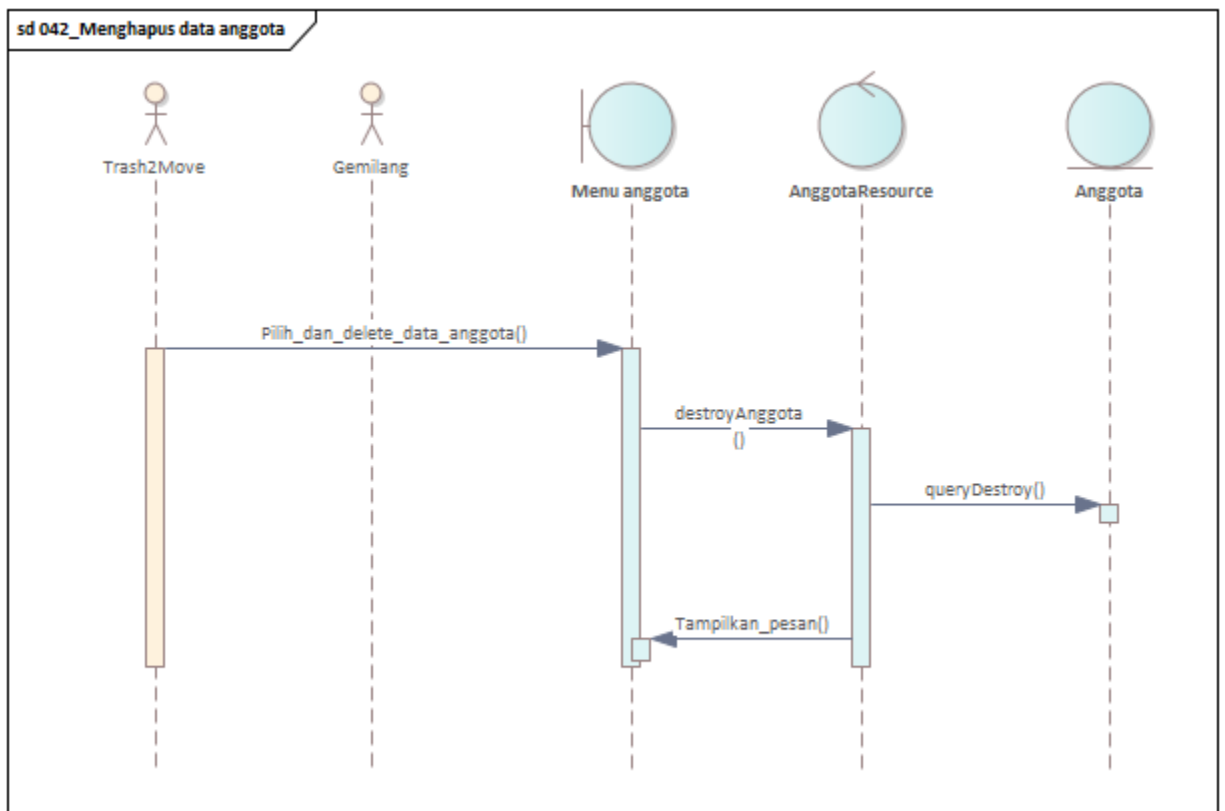 sd 042_Menghapus data anggota
Trash2Move
Gemilang
Menu anggota
AnggotaResource
Anggota
Pilih_dan_delete_data_anggota()
destroyAnggota
()
queryDestroy()
Tampilkan_pesan()